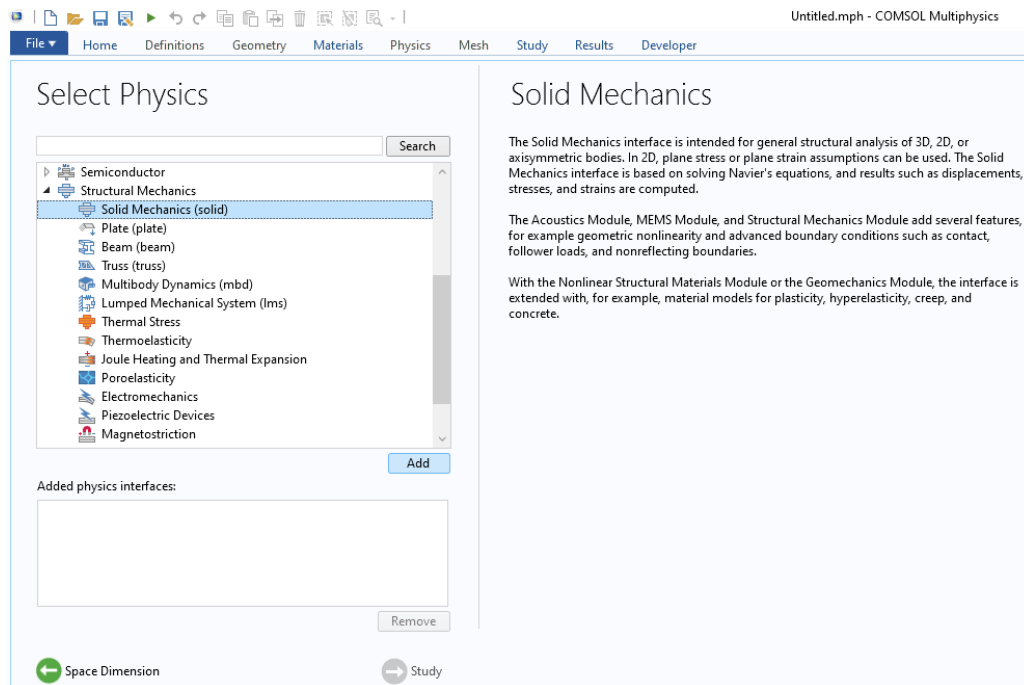 Untitled.mph - COMSOL Multiphysics
File Home Definitions Geometry Materials Physics Mesh Study Results Developer
Select Physics
Search
Semiconductor
Structural Mechanics
Solid Mechanics (solid)
Plate (plate)
Beam (beam)
Truss (truss)
Multibody Dynamics (mbd)
Lumped Mechanical System (lms)
Thermal Stress
Thermoelasticity
Joule Heating and Thermal Expansion
Poroelasticity
Electromechanics
Piezoelectric Devices
Magnetostriction
Add
Added physics interfaces:
Remove
Space Dimension
Study
Solid Mechanics
The Solid Mechanics interface is intended for general structural analysis of 3D, 2D, or
axisymmetric bodies. In 2D, plane stress or plane strain assumptions can be used. The Solid
Mechanics interface is based on solving Navier's equations, and results such as displacements,
stresses, and strains are computed.
The Acoustics Module, MEMS Module, and Structural Mechanics Module add several features,
for example geometric nonlinearity and advanced boundary conditions such as contact,
follower loads, and nonreflecting boundaries.
With the Nonlinear Structural Materials Module or the Geomechanics Module, the interface is
extended with, for example, material models for plasticity, hyperelasticity, creep, and
concrete.